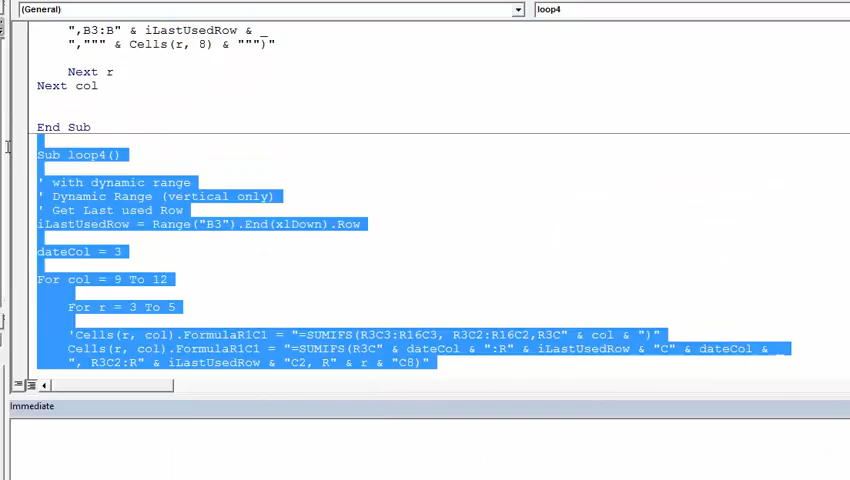 (General)
loop4
",B3:B" & iLastUsedRow & _
",""" & Cells(r, 8) & """)"
Next r
Next col
End Sub
Sub loop4()
' with dynamic range
' Dynamic Range (vertical only)
' Get Last used Row
iLastUsedRow = Range("B3").End(xlDown).Row
dateCol = 3
For col = 9 To 12
For r = 3 To 5
'Cells(r, col).FormulaR1C1 = "=SUMIFS(R3C3:R16C3, R3C2:R16C2,R3C" & col & ")"
Cells(r, col).FormulaR1C1 = "=SUMIFS(R3C" & dateCol & ":R" & iLastUsedRow & "C" & dateCol & _
", R3C2:R" & iLastUsedRow & "C2, R" & r & "C8)"
Immediate